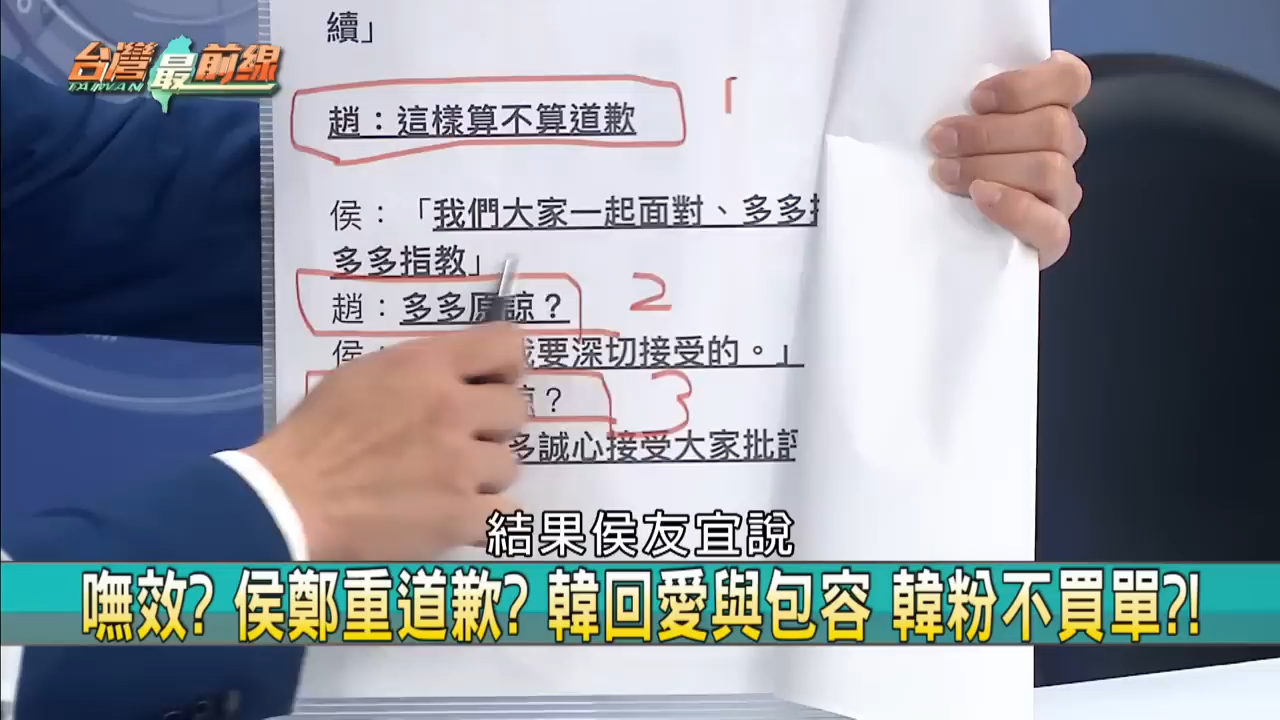 續」
台灣最前線
TAIWAN
趙：這樣算不算道歉
1
侯：「我們大家一起面對、多多
多多指教」
趙：多多原諒？
2
侯：我要深切接受的。」
諒？
3
多誠心接受大家批評
結果侯友宜說
嘸效? 侯鄭重道歉? 韓回愛與包容 韓粉不買單?!